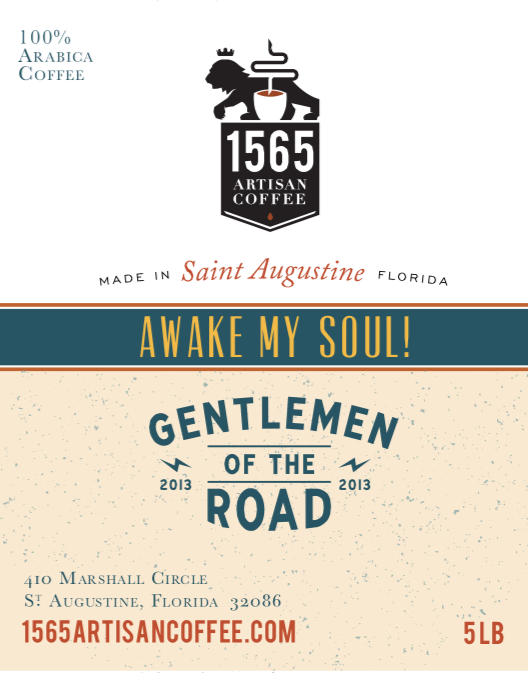 100%
Arabica
Coffee
1565
ARTISAN
COFFEE
MADE IN Saint Augustine FLORIDA
AWAKE MY SOUL!
GENTLEMEN
OF THE
2013 2013
ROAD
410 Marshall Circle
St Augustine, Florida 32086
1565ARTISANCOFFEE.COM
5LB